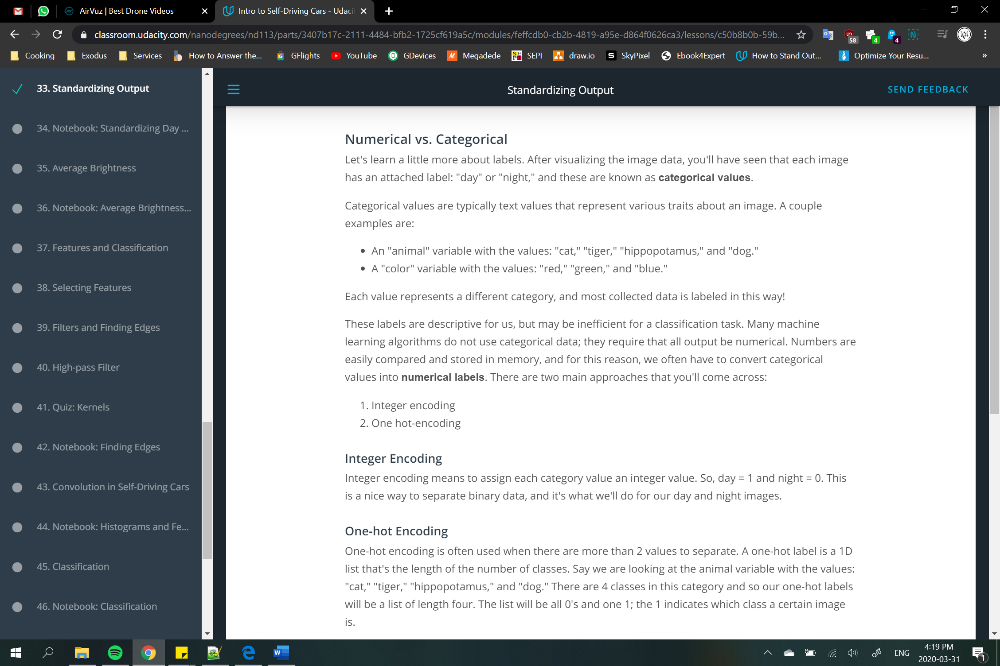 AirVūz | Best Drone Videos
Intro to Self-Driving Cars - Udaci
classroom.udacity.com/nanodegrees/nd113/parts/3407b17c-2111-4484-bfb2-1725cf619a5c/modules/feffcdb0-cb2b-4819-a95e-d864f0626ca3/lessons/c50b8b0b-59b...
58
4
4
Cooking
Exodus
Services
How to Answer the...
GFlights
YouTube
GDevices
Megadede
SEPI
draw.io
SkyPixel
Ebook4Expert
How to Stand Out...
Optimize Your Resu...
»
33. Standardizing Output
34. Notebook: Standardizing Day ...
35. Average Brightness
36. Notebook: Average Brightness...
37. Features and Classification
38. Selecting Features
39. Filters and Finding Edges
40. High-pass Filter
41. Quiz: Kernels
42. Notebook: Finding Edges
43. Convolution in Self-Driving Cars
44. Notebook: Histograms and Fe...
45. Classification
46. Notebook: Classification
Standardizing Output
SEND FEEDBACK
Numerical vs. Categorical
Let's learn a little more about labels. After visualizing the image data, you'll have seen that each image
has an attached label: "day" or "night," and these are known as categorical values.
Categorical values are typically text values that represent various traits about an image. A couple
examples are:
• An "animal" variable with the values: "cat," "tiger," "hippopotamus," and "dog."
• A "color" variable with the values: "red," "green," and "blue."
Each value represents a different category, and most collected data is labeled in this way!
These labels are descriptive for us, but may be inefficient for a classification task. Many machine
learning algorithms do not use categorical data; they require that all output be numerical. Numbers are
easily compared and stored in memory, and for this reason, we often have to convert categorical
values into numerical labels. There are two main approaches that you'll come across:
1. Integer encoding
2. One hot-encoding
Integer Encoding
Integer encoding means to assign each category value an integer value. So, day = 1 and night = 0. This
is a nice way to separate binary data, and it's what we'll do for our day and night images.
One-hot Encoding
One-hot encoding is often used when there are more than 2 values to separate. A one-hot label is a 1D
list that's the length of the number of classes. Say we are looking at the animal variable with the values:
"cat," "tiger," "hippopotamus," and "dog." There are 4 classes in this category and so our one-hot labels
will be a list of length four. The list will be all 0's and one 1; the 1 indicates which class a certain image
is.
ENG
4:19 PM
2020-03-31
1